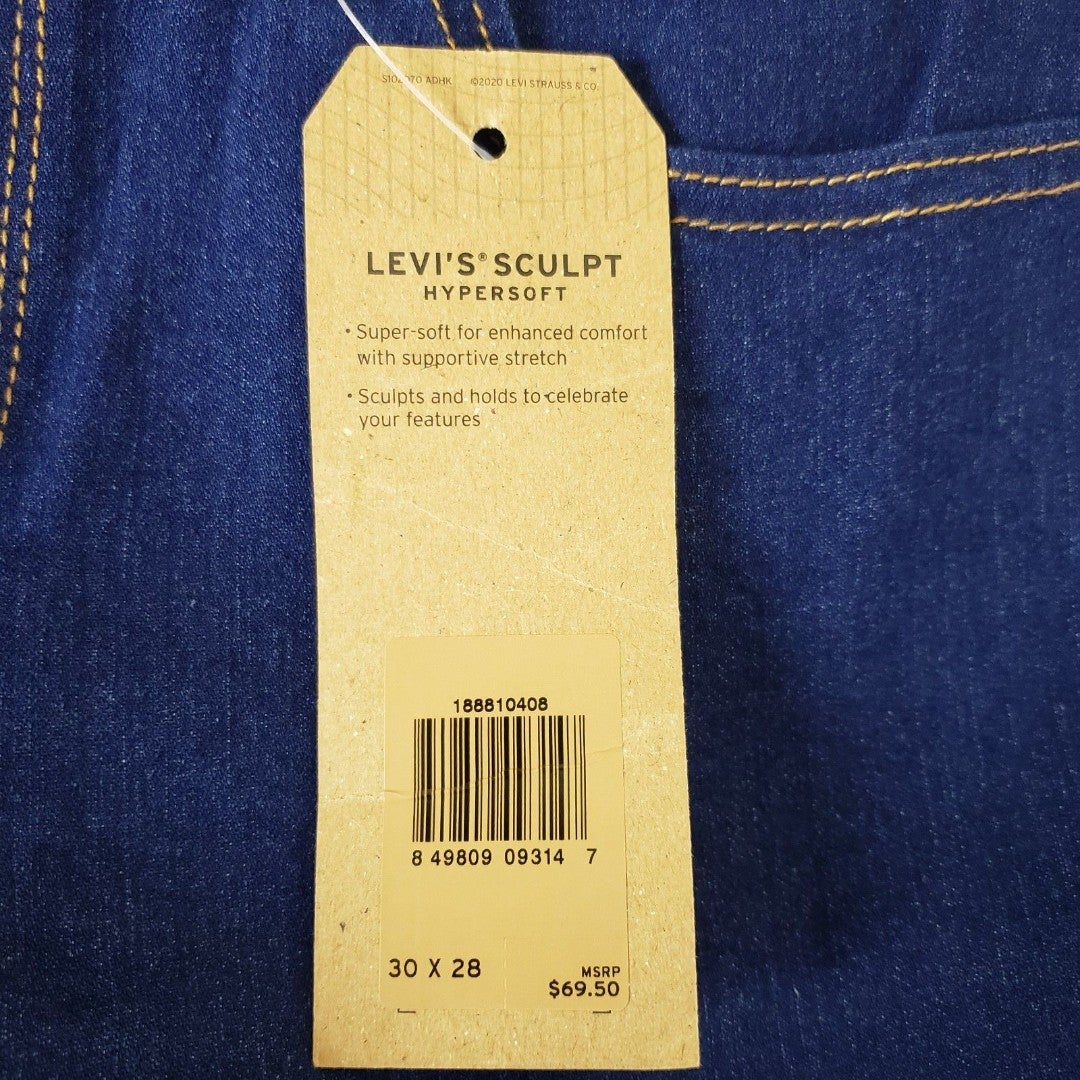 ADHK ©2020 LEVI STRAUSS & CO.
LEVI'S® SCULPT
HYPERSOFT
• Super-soft for enhanced comfort
with supportive stretch
• Sculpts and holds to celebrate
your features
188810408
8 49809 09314 7
30 X 28
MSRP
$69.50